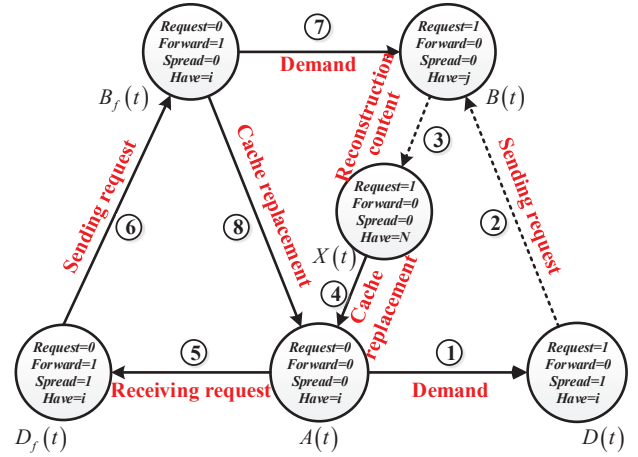 Request=0
Forward=1
Spread=0
Have=i
B_f(t)
⑦
Demand
Request=1
Forward=0
Spread=0
Have=j
B(t)
Reconstruction
content
③
Sending request
⑥
Cache replacement
⑧
Request=1
Forward=0
Spread=0
Have=N
X(t)
④
Cache
replacement
②
Sending request
Request=0
Forward=1
Spread=1
Have=i
D_f(t)
⑤
Receiving request
Request=0
Forward=0
Spread=0
Have=i
A(t)
①
Demand
Request=1
Forward=0
Spread=1
Have=i
D(t)